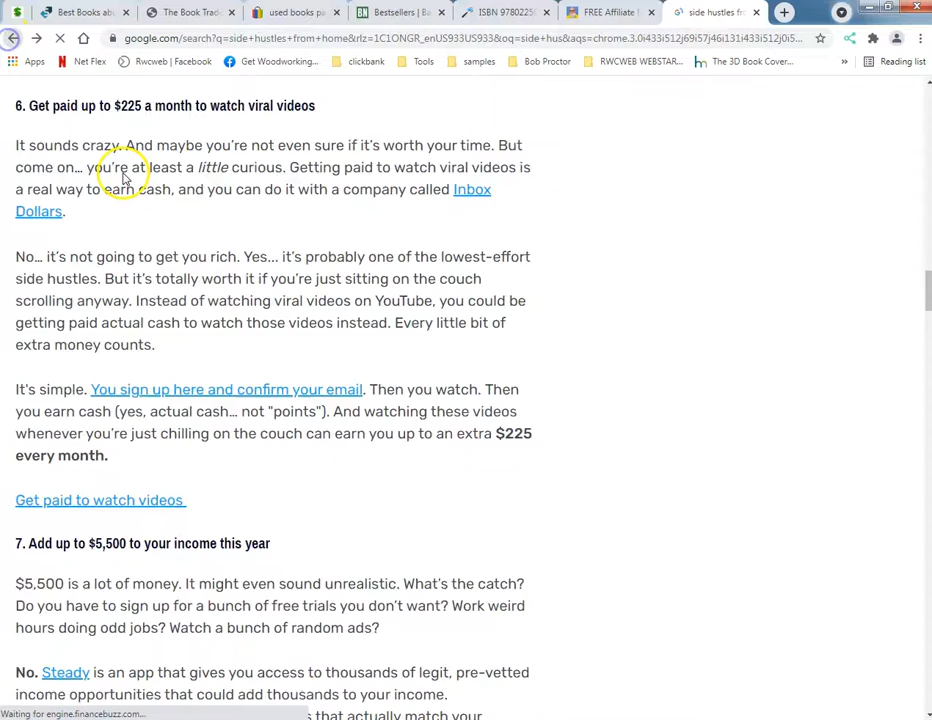 Best Books ab
The Book Trad
used books pa
Bestsellers | Ba
ISBN 9780225
FREE Affiliate M
side hustles fro
google.com/search?q=side+hustles+from+home&rlz=1C1ONGR_enUS933US933&oq=side+hus&aqs=chrome.3.0i433i512j69i57j46i131i433i512j0i5...
Apps
Net Flex
Rwcweb | Facebook
Get Woodworking...
clickbank
Tools
samples
Bob Proctor
RWCWEB WEBSTAR...
The 3D Book Cover...
»
Reading list
6. Get paid up to $225 a month to watch viral videos
It sounds crazy. And maybe you're not even sure if it's worth your time. But
come on… you're at least a little curious. Getting paid to watch viral videos is
a real way to earn cash, and you can do it with a company called Inbox
Dollars.
No… it's not going to get you rich. Yes... it's probably one of the lowest-effort
side hustles. But it's totally worth it if you're just sitting on the couch
scrolling anyway. Instead of watching viral videos on YouTube, you could be
getting paid actual cash to watch those videos instead. Every little bit of
extra money counts.
It's simple. You sign up here and confirm your email. Then you watch. Then
you earn cash (yes, actual cash… not "points"). And watching these videos
whenever you're just chilling on the couch can earn you up to an extra $225
every month.
Get paid to watch videos
7. Add up to $5,500 to your income this year
$5,500 is a lot of money. It might even sound unrealistic. What's the catch?
Do you have to sign up for a bunch of free trials you don't want? Work weird
hours doing odd jobs? Watch a bunch of random ads?
No. Steady is an app that gives you access to thousands of legit, pre-vetted
income opportunities that could add thousands to your income.
Waiting for engine.financebuzz.com...
that actually match your